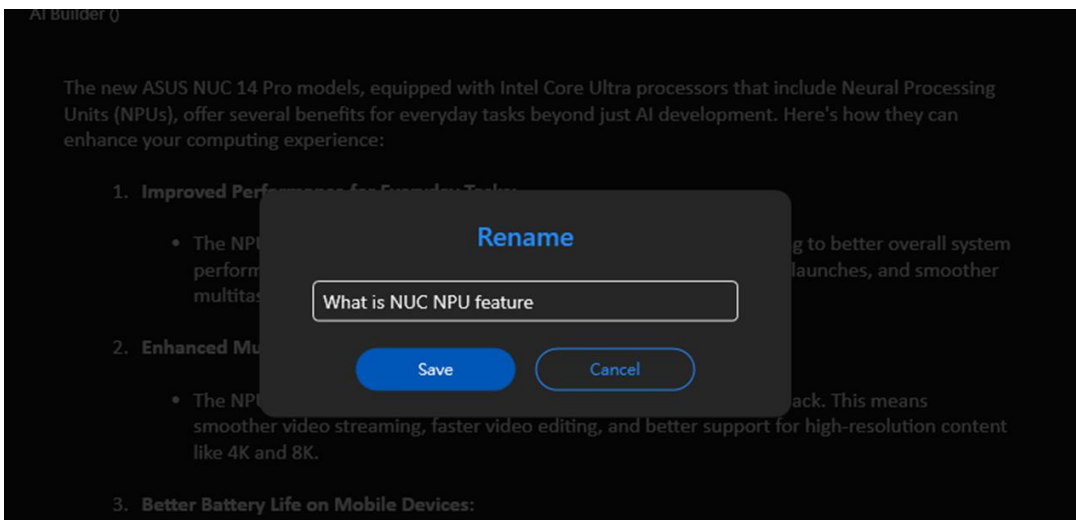 AI Builder ()
The new ASUS NUC 14 Pro models, equipped with Intel Core Ultra processors that include Neural Processing
Units (NPUs), offer several benefits for everyday tasks beyond just AI development. Here's how they can
enhance your computing experience:
1. Improved Performance for Everyday Tasks:
• The NPU
g to better overall system
perform
launches, and smoother
multitas
Rename
What is NUC NPU feature
Save
Cancel
2. Enhanced Mu
• The NPU
ack. This means
smoother video streaming, faster video editing, and better support for high-resolution content
like 4K and 8K.
3. Better Battery Life on Mobile Devices: